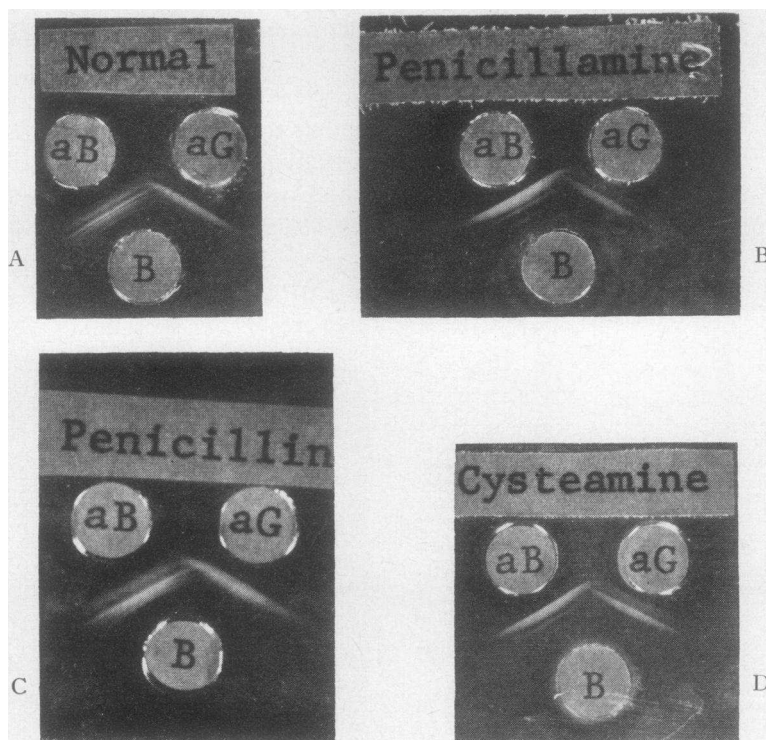 Normal
aB aG
B
A
Penicillamine
aB aG
B
B
Penicillin
aB aG
B
C
Cysteamine
aB aG
B
D